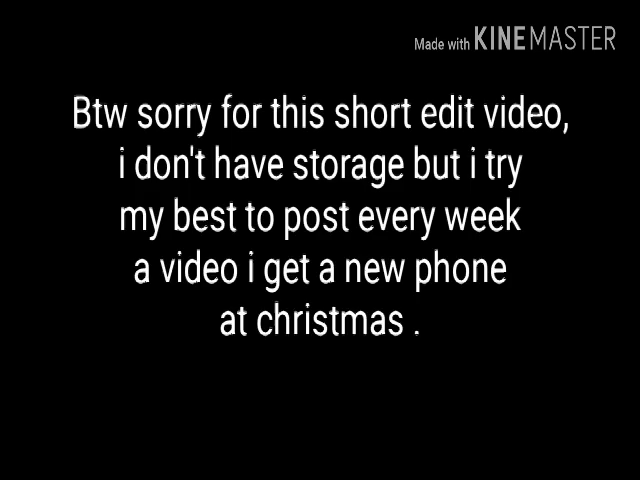 Made with KINEMASTER
Btw sorry for this short edit video,
i don't have storage but i try
my best to post every week
a video i get a new phone
at christmas .